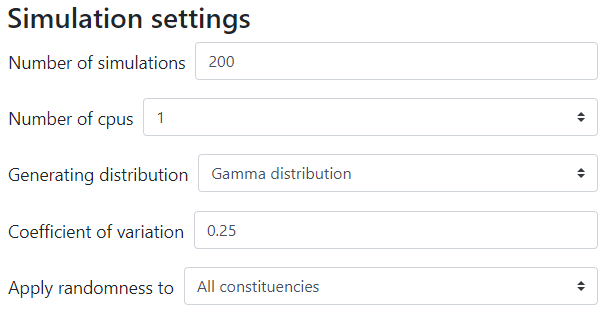 Simulation settings
Number of simulations 200
Number of cpus 1
Generating distribution Gamma distribution
Coefficient of variation 0.25
Apply randomness to All constituencies